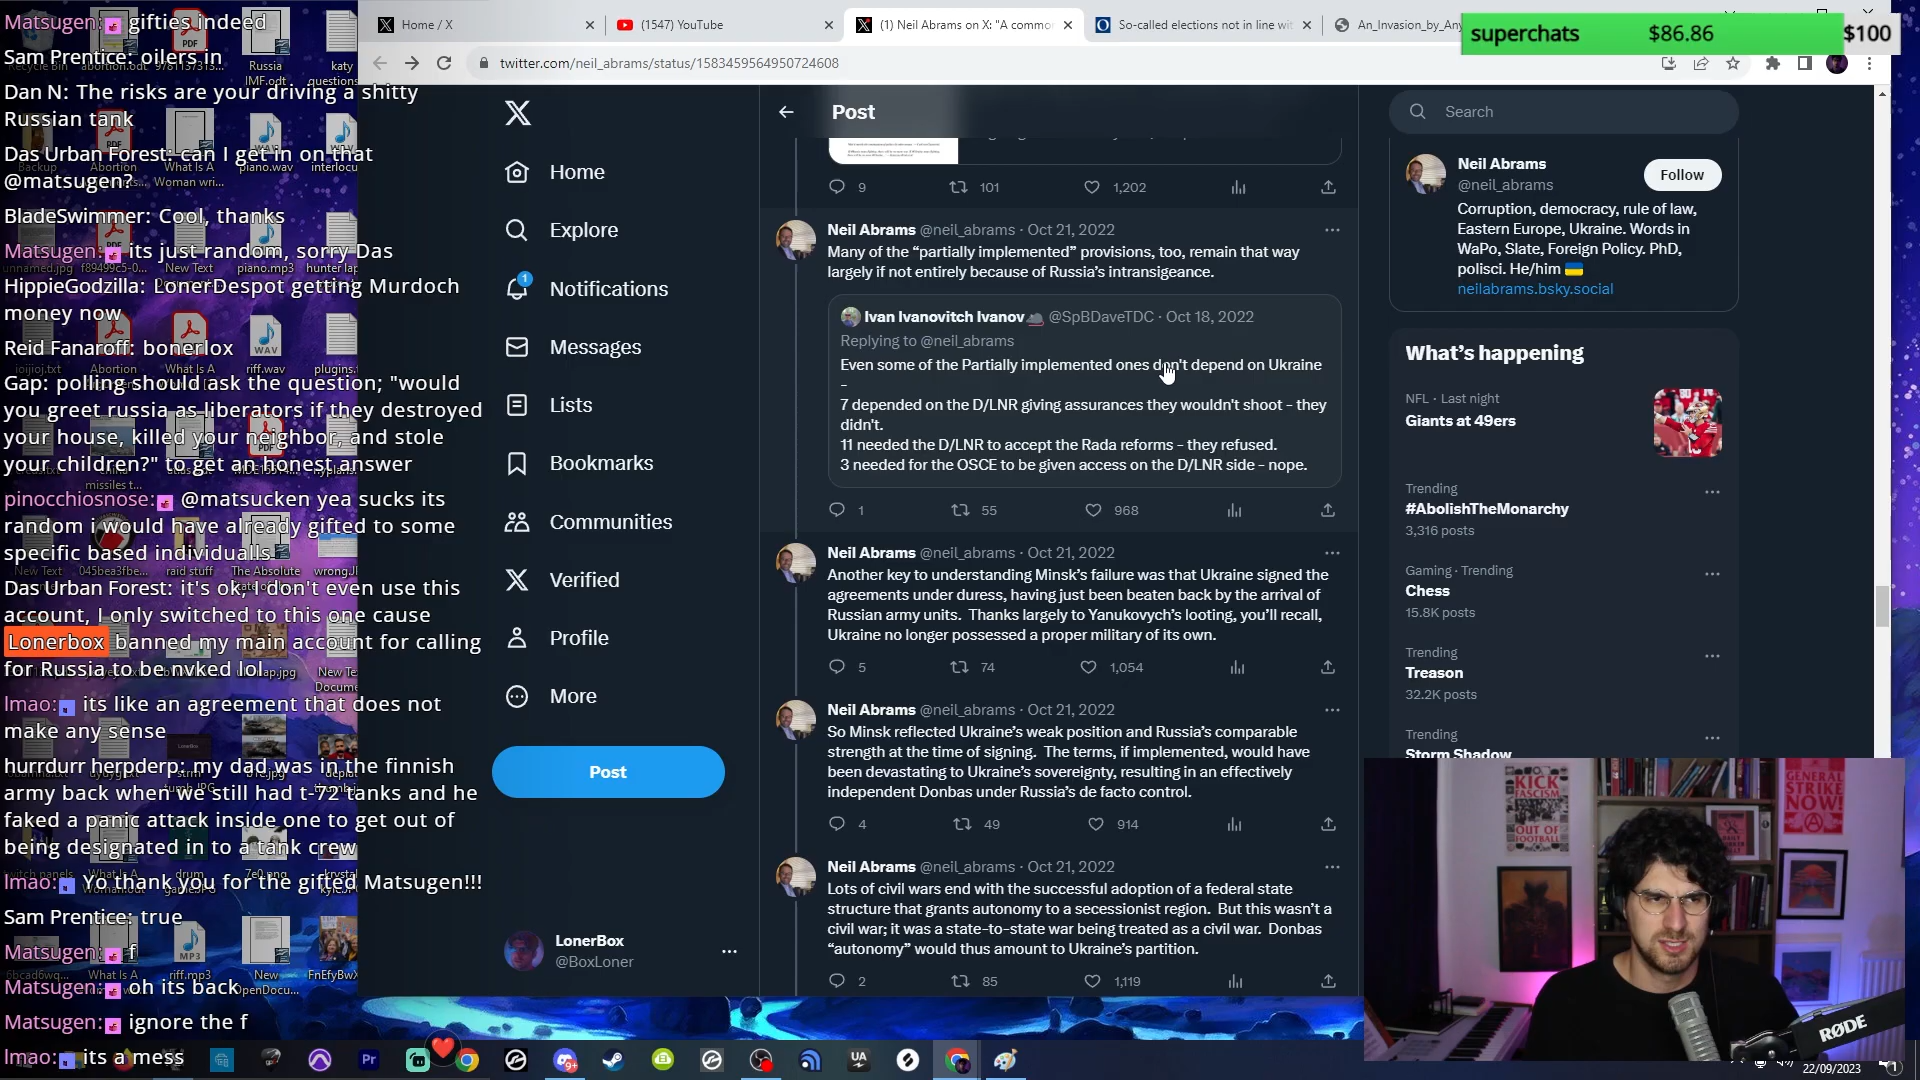 Matsugen: gifties indeed
Sam Prentice: oilers in
Dan N: The risks are your driving a shitty
Russian tank
Das Urban Forest: can I get in on that
@matsugen?
BladeSwimmer: Cool, thanks
Matsugen: its just random, sorry Das
HippieGodzilla: LonerDespot getting Murdoch
money now
Reid Fanaroff: bonerlox
Gap: polling should ask the question; "would
you greet russia as liberators if they destroyed
your house, killed your neighbor, and stole
your children?" to get an honest answer
pinocchiosnose: @matsucken yea sucks its
random i would have already gifted to some
specific based individualls
Das Urban Forest: it's ok, I don't even use this
account, I only switched to this one cause
Lonerbox banned my main account for calling
for Russia to be nvked lol.
lmao: its like an agreement that does not
make any sense
hurrdurr herpderp: my dad was in the finnish
army back when we still had t-72 tanks and he
faked a panic attack inside one to get out of
being designated in to a tank crew
lmao: Yo thank you for the gifted Matsugen!!!
Sam Prentice: true
Matsugen: f
Matsugen: oh its back
Matsugen: ignore the f
lmao: its a mess
Home / X
(1547) YouTube
(1) Neil Abrams on X: "A commo
So-called elections not in line wit
An_Invasion_by_Any
superchats $86.86 $100
twitter.com/neil_abrams/status/1583459564950724608
Home
Explore
1
Notifications
Messages
Lists
Bookmarks
Communities
Verified
Profile
More
Post
LonerBox
@BoxLoner
Post
9 101 1,202
Neil Abrams @neil_abrams · Oct 21, 2022
Many of the “partially implemented” provisions, too, remain that way
largely if not entirely because of Russia’s intransigeance.
Ivan Ivanovitch Ivanov @SpBDaveTDC · Oct 18, 2022
Replying to @neil_abrams
Even some of the Partially implemented ones don't depend on Ukraine
–
7 depended on the D/LNR giving assurances they wouldn't shoot - they
didn't.
11 needed the D/LNR to accept the Rada reforms - they refused.
3 needed for the OSCE to be given access on the D/LNR side - nope.
1 55 968
Neil Abrams @neil_abrams · Oct 21, 2022
Another key to understanding Minsk’s failure was that Ukraine signed the
agreements under duress, having just been beaten back by the arrival of
Russian army units. Thanks largely to Yanukovych’s looting, you’ll recall,
Ukraine no longer possessed a proper military of its own.
5 74 1,054
Neil Abrams @neil_abrams · Oct 21, 2022
So Minsk reflected Ukraine’s weak position and Russia’s comparable
strength at the time of signing. The terms, if implemented, would have
been devastating to Ukraine’s sovereignty, resulting in an effectively
independent Donbas under Russia’s de facto control.
4 49 914
Neil Abrams @neil_abrams · Oct 21, 2022
Lots of civil wars end with the successful adoption of a federal state
structure that grants autonomy to a secessionist region. But this wasn’t a
civil war; it was a state-to-state war being treated as a civil war. Donbas
“autonomy” would thus amount to Ukraine’s partition.
2 85 1,119
Search
Neil Abrams
@neil_abrams
Follow
Corruption, democracy, rule of law,
Eastern Europe, Ukraine. Words in
WaPo, Slate, Foreign Policy. PhD,
polisci. He/him
neilabrams.bsky.social
What’s happening
NFL · Last night
Giants at 49ers
Trending
#AbolishTheMonarchy
3,316 posts
Gaming · Trending
Chess
15.8K posts
Trending
Treason
32.2K posts
Trending
Storm Shadow
KICK
FASCISM
OUT OF
FOOTBALL
GENERAL
STRIKE
NOW!
RØDE
22/09/2023